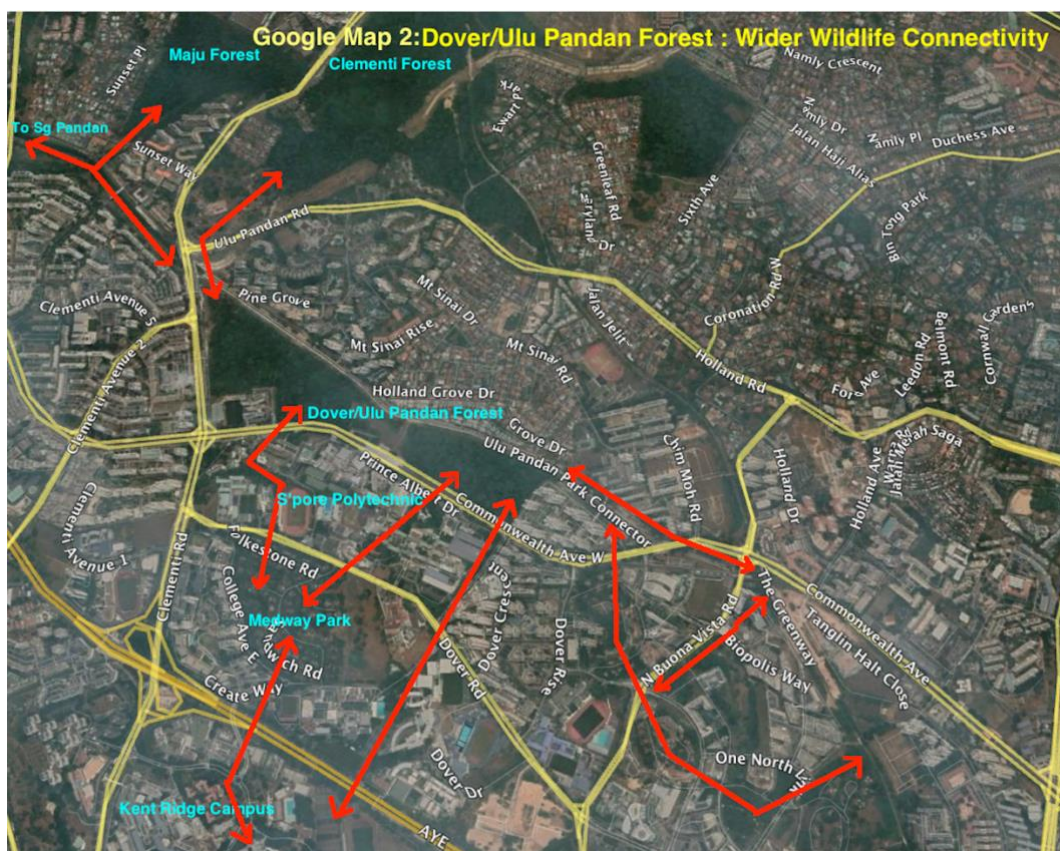 Google Map 2:Dover/Ulu Pandan Forest : Wider Wildlife Connectivity
Maju Forest
Clementi Forest
Sunset Pl
Namly Crescent
To Sg Pandan
Sunset Way
Namly Dr
Namly Pl
Duchess Ave
Jalan Haji Alias
Greenleaf Rd
Sixth Ave
Bin Tong Park
Ulu Pandan Rd
Clementi Avenue 5
Pine Grove
Mt Sinai Dr
Jalan Jelita
Coronation Rd W
Mt Sinai Rise
Mt Sinai Rd
Holland Rd
Belmont Rd
Cornwall Gardens
Leedon Rd
Clementi Avenue 2
Holland Grove Dr
Dover/Ulu Pandan Forest
Grove Dr
Ulu Pandan Park Connector
Chim Moh Rd
Holland Dr
Holland Ave
Jalan Merah Saga
Prince Albert Dr
S'pore Polytechnic
Commonwealth Ave W
Clementi Avenue 1
Folkestone Rd
Clementi Rd
College Ave E
Medway Park
Dover Crescent
Dover Rise
N Buona Vista Rd
The Greenway
Biopolis Way
Commonwealth Ave
Tanglin Halt Close
Create Way
Dover Rd
One North
Dover Dr
Kent Ridge Campus
AYE